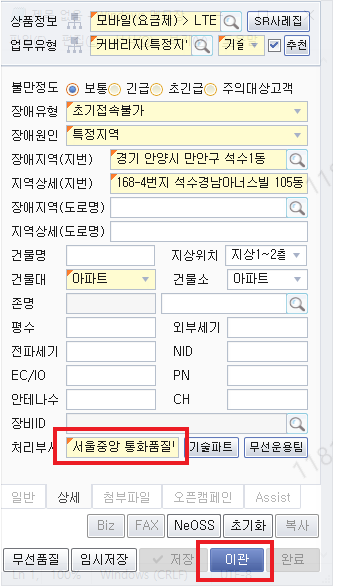 상품정보 모바일(요금제) > LTE SR사례집
업무유형 커버리지(특정지 기술 추천
불만정도 보통 긴급 초긴급 주의대상고객
장애유형 초기접속불가
장애원인 특정지역
장애지역(지번) 경기 안양시 만안구 석수1동
지역상세(지번) 168-4번지 석수경남아너스빌 105동
장애지역(도로명)
지역상세(도로명)
건물명 지상위치 지상1~2층
건물대 아파트 건물소 아파트
존명
평수 외부세기
전파세기 NID
EC/IO PN
안테나수 CH
장비ID
처리부서 서울중앙 통화품질 기술파트 무선운용팀
일반 상세 첨부파일 오픈캠페인 Assist
Biz FAX NeOSS 초기화 복사
무선품질 임시저장 저장 이관 완료
Ln 1, 100% Windows (CRLF)